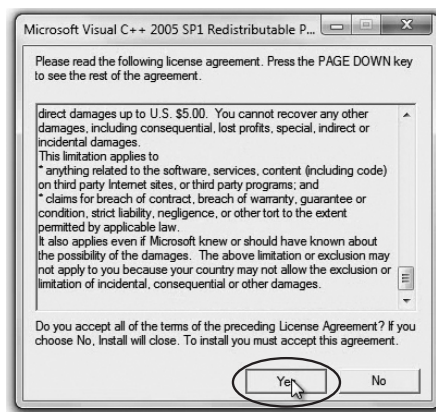 Microsoft Visual C++ 2005 SP1 Redistributable P...
Please read the following license agreement. Press the PAGE DOWN key
to see the rest of the agreement.
direct damages up to U.S. $5.00. You cannot recover any other
damages, including consequential, lost profits, special, indirect or
incidental damages.
This limitation applies to
* anything related to the software, services, content (including code)
on third party Internet sites, or third party programs; and
* claims for breach of contract, breach of warranty, guarantee or
condition, strict liability, negligence, or other tort to the extent
permitted by applicable law.
It also applies even if Microsoft knew or should have known about
the possibility of the damages. The above limitation or exclusion may
not apply to you because your country may not allow the exclusion or
limitation of incidental, consequential or other damages.
Do you accept all of the terms of the preceding License Agreement? If you
choose No, Install will close. To install you must accept this agreement.
Yes
No